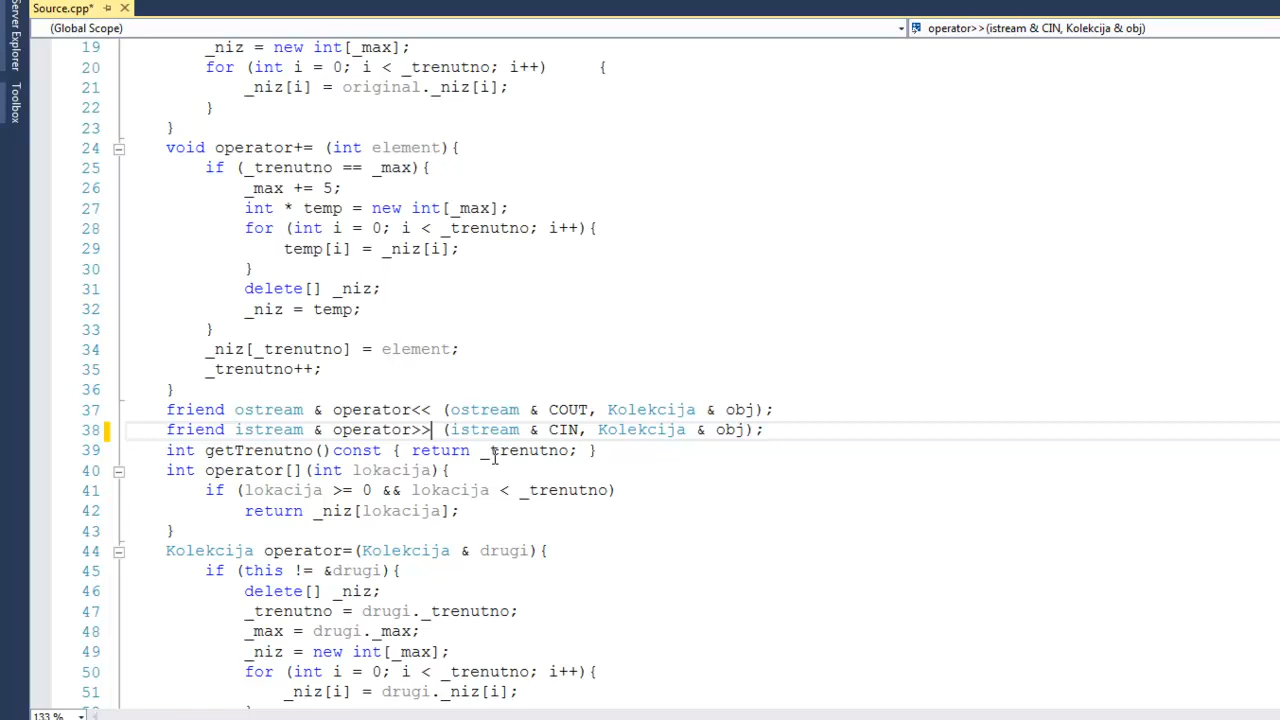 Source.cpp*
Server Explorer
Toolbox
(Global Scope)
operator>>(istream & CIN, Kolekcija & obj)
19 _niz = new int[_max];
20 for (int i = 0; i < _trenutno; i++) {
21 _niz[i] = original._niz[i];
22 }
23 }
24 void operator+= (int element){
25 if (_trenutno == _max){
26 _max += 5;
27 int * temp = new int[_max];
28 for (int i = 0; i < _trenutno; i++){
29 temp[i] = _niz[i];
30 }
31 delete[] _niz;
32 _niz = temp;
33 }
34 _niz[_trenutno] = element;
35 _trenutno++;
36 }
37 friend ostream & operator<< (ostream & COUT, Kolekcija & obj);
38 friend istream & operator>> (istream & CIN, Kolekcija & obj);
39 int getTrenutno()const { return _trenutno; }
40 int operator[](int lokacija){
41 if (lokacija >= 0 && lokacija < _trenutno)
42 return _niz[lokacija];
43 }
44 Kolekcija operator=(Kolekcija & drugi){
45 if (this != &drugi){
46 delete[] _niz;
47 _trenutno = drugi._trenutno;
48 _max = drugi._max;
49 _niz = new int[_max];
50 for (int i = 0; i < _trenutno; i++){
51 _niz[i] = drugi._niz[i];
133 %